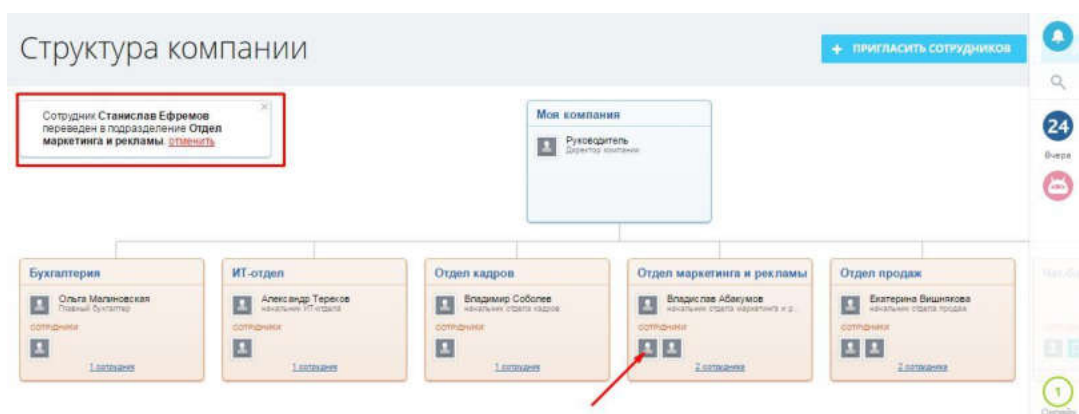 Структура компании
+ ПРИГЛАСИТЬ СОТРУДНИКОВ
Сотрудник Станислав Ефремов
переведен в подразделение Отдел
маркетинга и рекламы. отменить
Моя компания
Руководитель
Директор компании
24
Вчера
Бухгалтерия
Ольга Малиновская
Главный бухгалтер
СОТРУДНИКИ
1 сотрудник
ИТ-отдел
Александр Терехов
начальник ИТ-отдела
СОТРУДНИКИ
1 сотрудник
Отдел кадров
Владимир Соболев
начальник отдела кадров
СОТРУДНИКИ
1 сотрудник
Отдел маркетинга и рекламы
Владислав Абакумов
начальник отдела маркетинга и р...
СОТРУДНИКИ
2 сотрудника
Отдел продаж
Екатерина Вишнякова
начальник отдела продаж
СОТРУДНИКИ
2 сотрудника
1